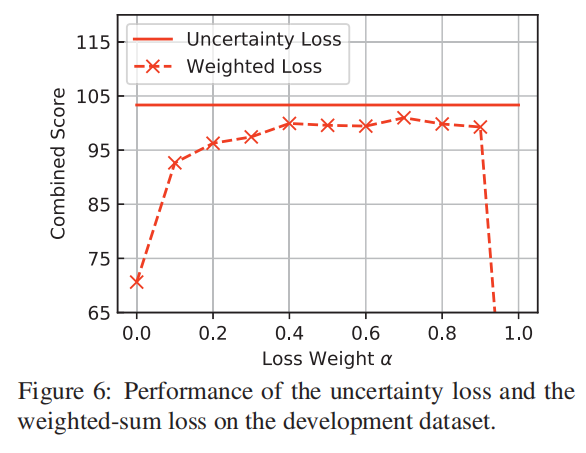 115
105
95
85
75
65
Combined Score
Uncertainty Loss
Weighted Loss
0.0 0.2 0.4 0.6 0.8 1.0
Loss Weight α
Figure 6: Performance of the uncertainty loss and the
weighted-sum loss on the development dataset.